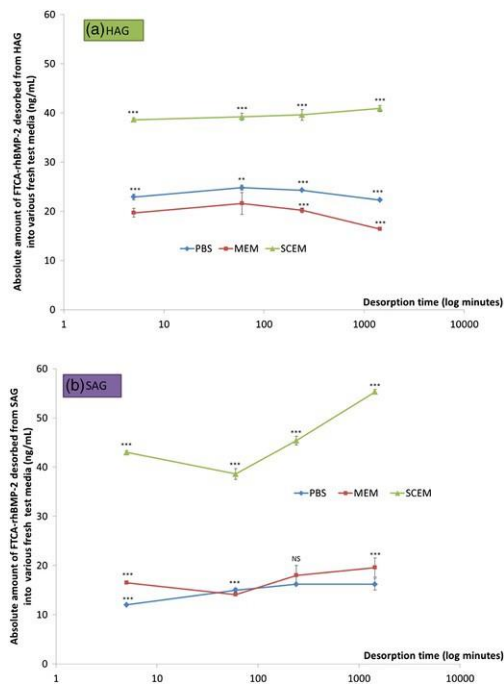 (a) HAG
Absolute amount of FTCA-rhBMP-2 desorbed from HAG
into various fresh test media (ng/mL)
60
50
40
30
20
10
0
*** *** *** ***
*** ** *** ***
*** ***
PBS MEM SCEM
Desorption time (log minutes)
1 10 100 1000 10000
(b) SAG
Absolute amount of FTCA-rhBMP-2 desorbed from SAG
into various fresh test media (ng/mL)
60
50
40
30
20
10
0
*** *** *** ***
PBS MEM SCEM
*** *** NS ***
***
Desorption time (log minutes)
1 10 100 1000 10000